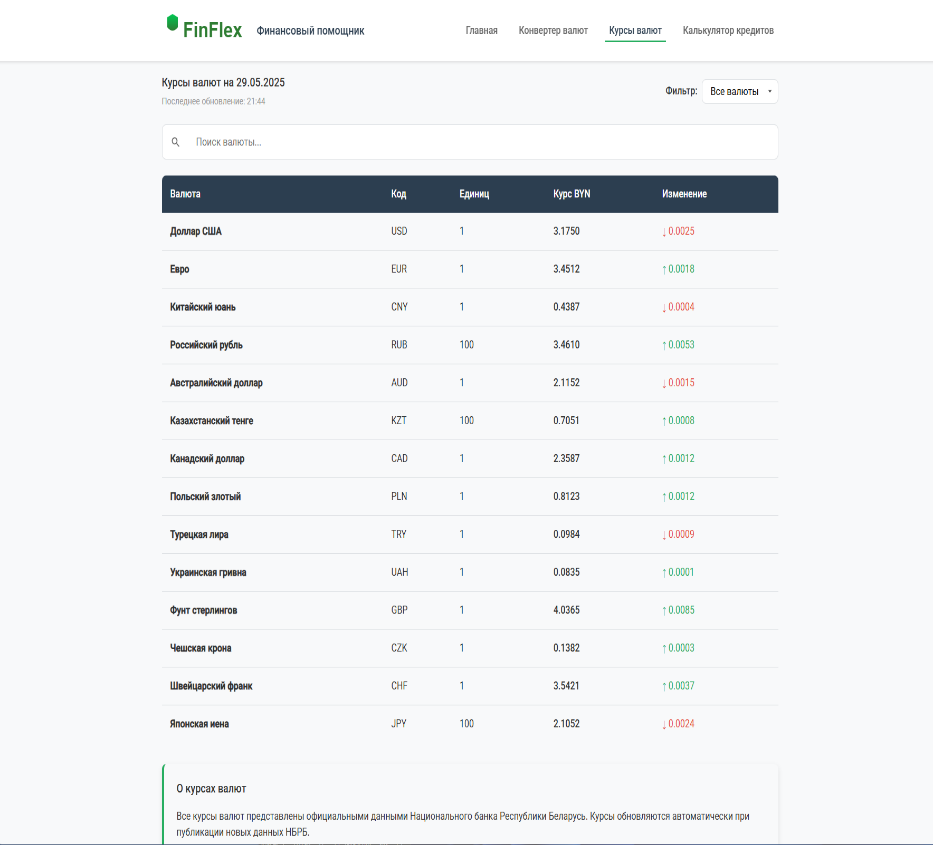 FinFlex Финансовый помощник Главная Конвертер валют Курсы валют Калькулятор кредитов
Курсы валют на 29.05.2025
Последнее обновление: 21:44
Фильтр: Все валюты
Поиск валюты...
Валюта Код Единиц Курс BYN Изменение
Доллар США USD 1 3.1750 ↓ 0.0025
Евро EUR 1 3.4512 ↑ 0.0018
Китайский юань CNY 1 0.4387 ↓ 0.0004
Российский рубль RUB 100 3.4610 ↑ 0.0053
Австралийский доллар AUD 1 2.1152 ↓ 0.0015
Казахстанский тенге KZT 100 0.7051 ↑ 0.0008
Канадский доллар CAD 1 2.3587 ↑ 0.0012
Польский злотый PLN 1 0.8123 ↑ 0.0012
Турецкая лира TRY 1 0.0984 ↓ 0.0009
Украинская гривна UAH 1 0.0835 ↑ 0.0001
Фунт стерлингов GBP 1 4.0365 ↑ 0.0085
Чешская крона CZK 1 0.1382 ↑ 0.0003
Швейцарский франк CHF 1 3.5421 ↑ 0.0037
Японская иена JPY 100 2.1052 ↓ 0.0024
О курсах валют
Все курсы валют представлены официальными данными Национального банка Республики Беларусь. Курсы обновляются автоматически при
публикации новых данных НБРБ.